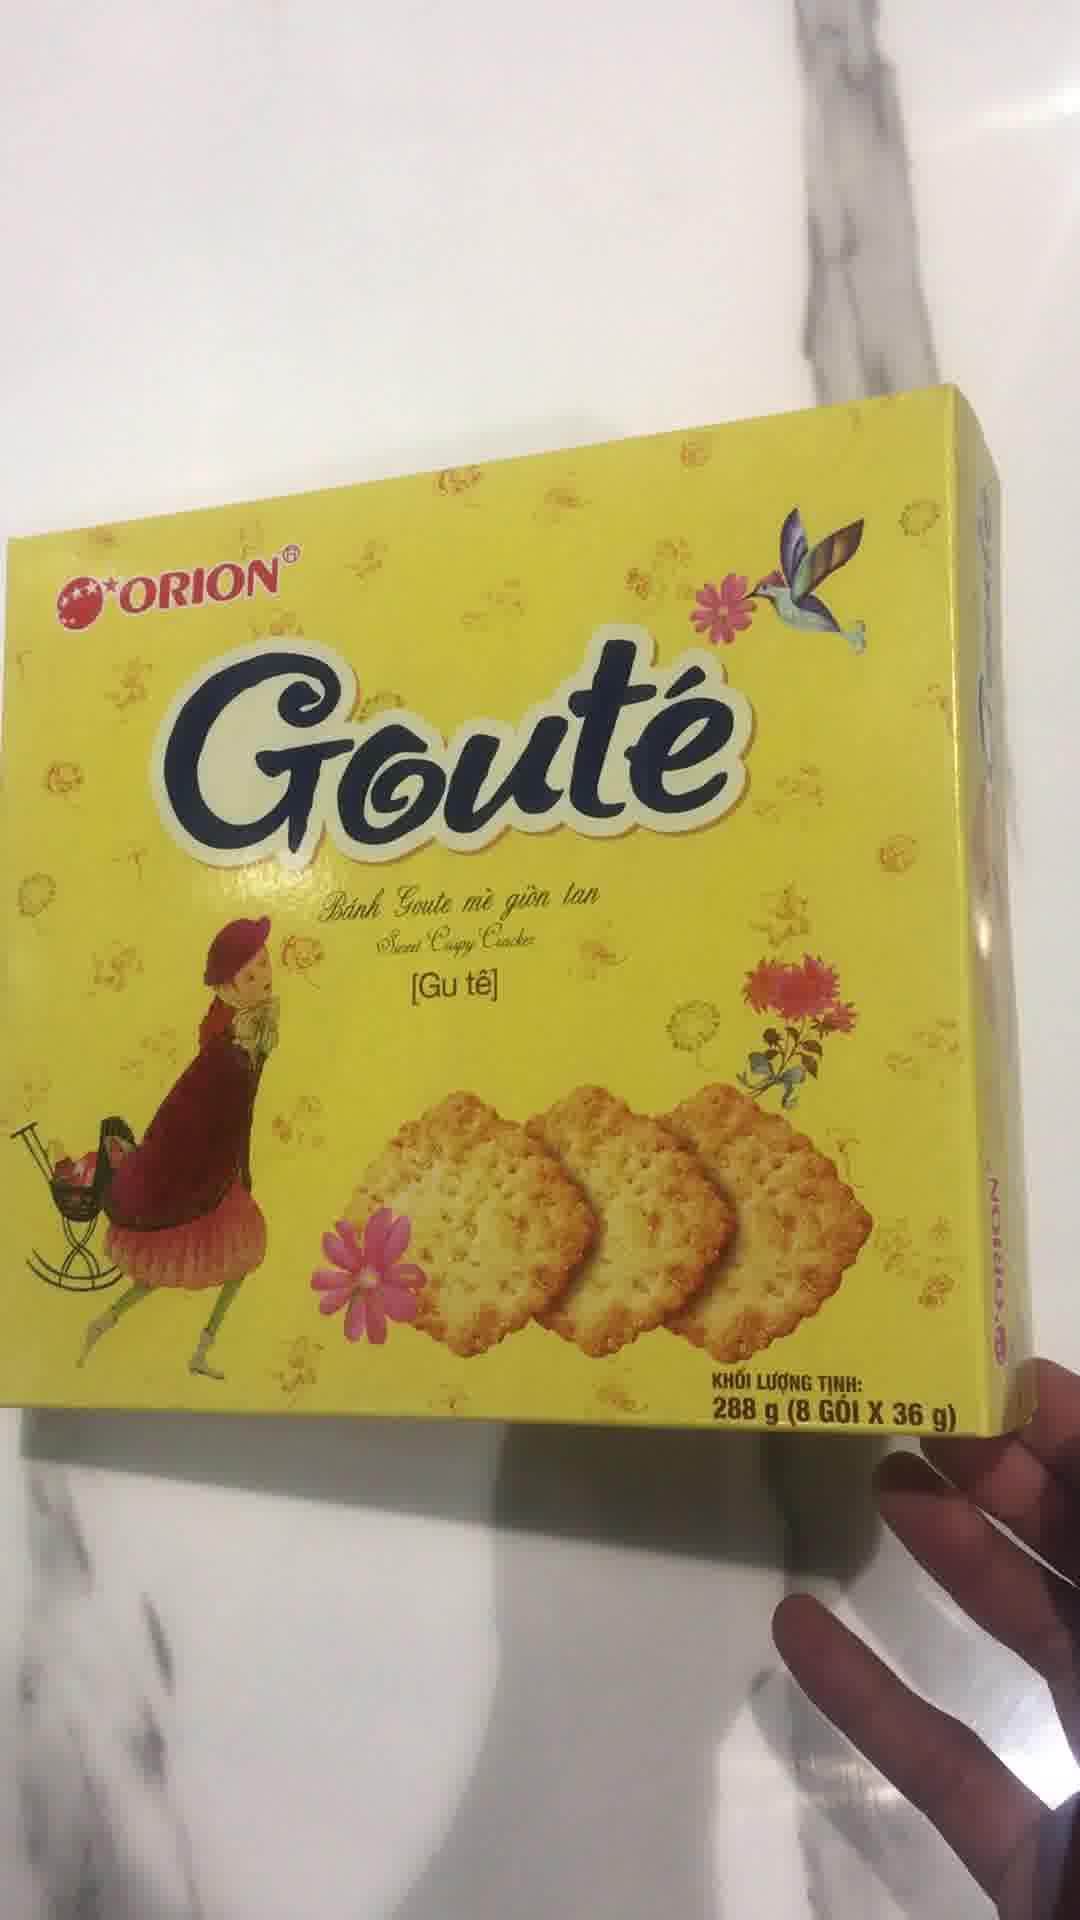 ORION®
Gouté
Bánh Goute mè giòn tan
Sweet Crispy Cracker
[Gu tê]
KHỐI LƯỢNG TỊNH:
288 g (8 GÓI X 36 g)
ORION